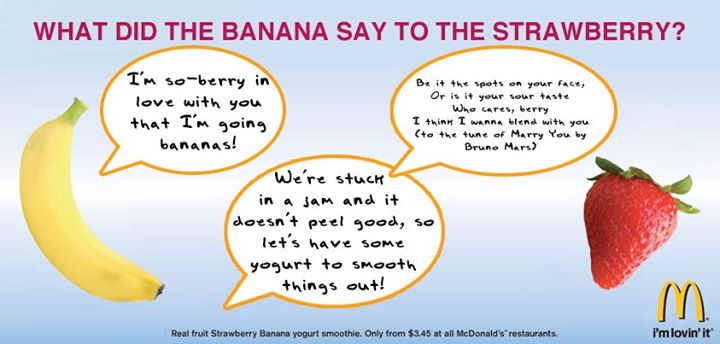 WHAT DID THE BANANA SAY TO THE STRAWBERRY?
I'm so-berry in
love with you
that I'm going
bananas!
Be it the spots on your face,
Or is it your sour taste
Who cares, berry
I think I wanna blend with you
(to the tune of Marry You by
Bruno Mars)
We're stuck
in a jam and it
doesn't peel good, so
let's have some
yogurt to smooth
things out!
i'm lovin' it®
Real fruit Strawberry Banana yogurt smoothie. Only from $3.45 at all McDonald's™ restaurants.